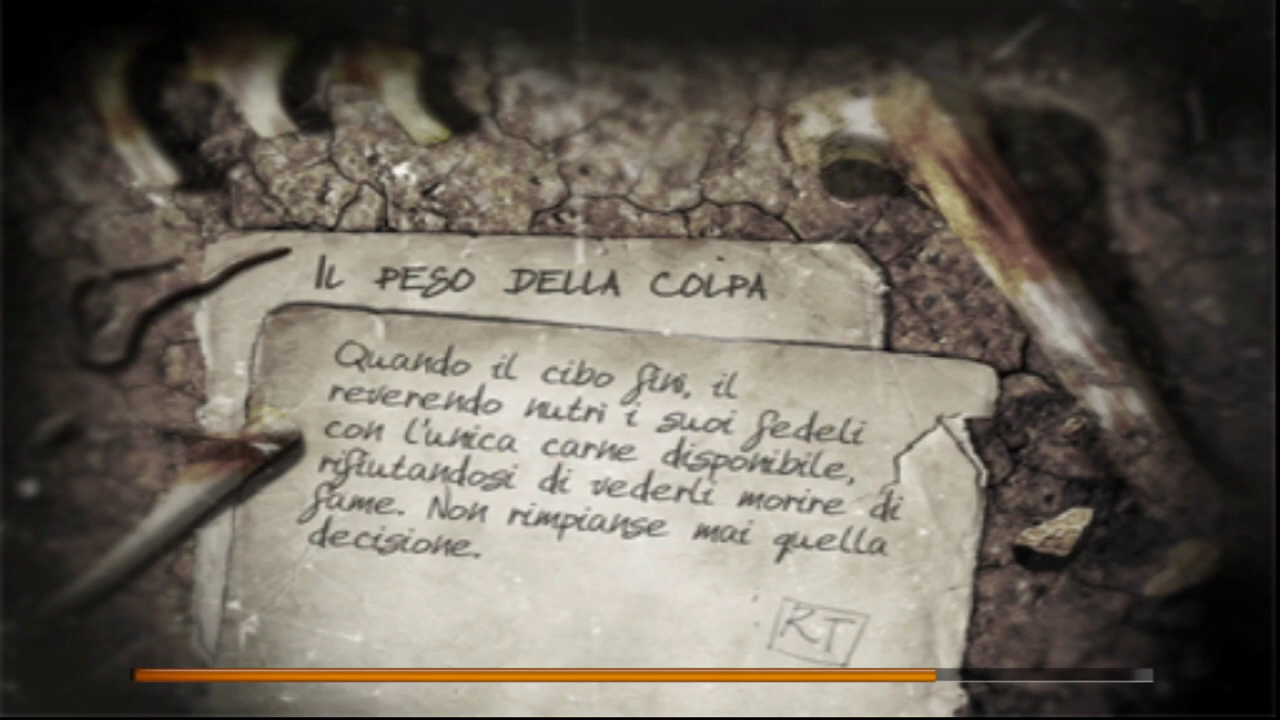 IL PESO DELLA COLPA
Quando il cibo finì, il
reverendo nutrì i suoi fedeli
con l'unica carne disponibile,
rifiutandosi di vederli morire di
fame. Non rimpianse mai quella
decisione.
KT